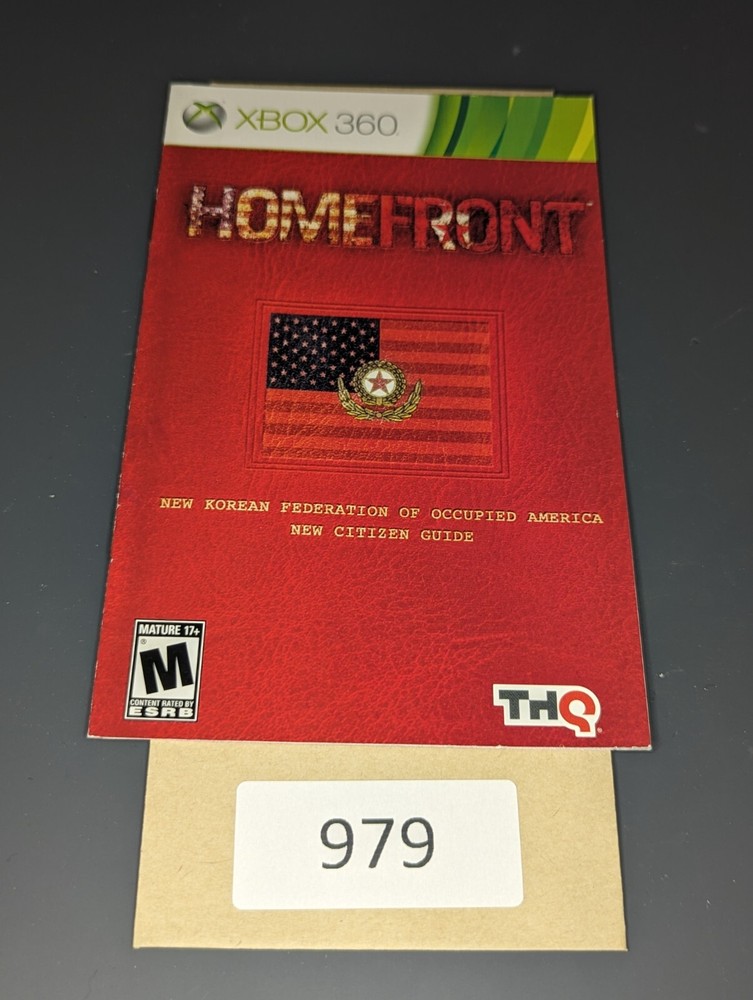 XBOX 360
HOMEFRONT
NEW KOREAN FEDERATION OF OCCUPIED AMERICA
NEW CITIZEN GUIDE
MATURE 17+
M
CONTENT RATED BY
ESRB
THQ
979